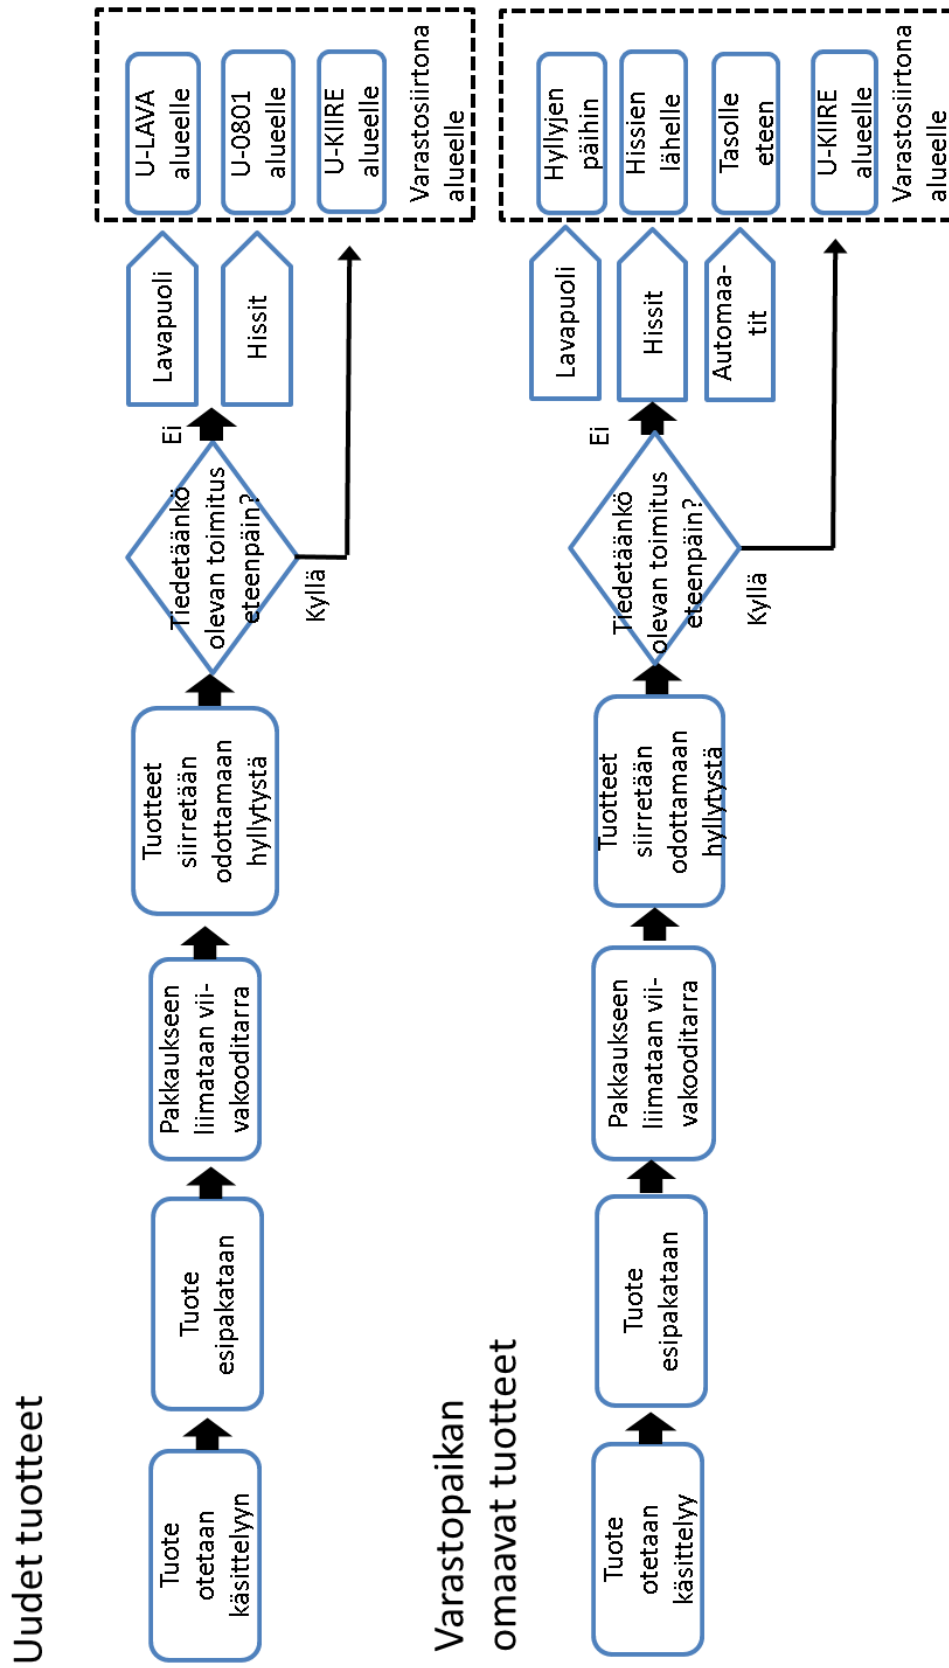 Uudet tuotteet
Tuote
otetaan
käsittelyyn
Tuote
esipakataan
Pakkaukseen
liimataan vii-
vakooditarra
Tuotteet
siirretään
odottamaan
hyllytystä
Tiedetäänkö
olevan toimitus
eteenpäin?
Ei
Kyllä
Lavapuoli
Hissit
U-LAVA
alueelle
U-0801
alueelle
U-KIIRE
alueelle
Varastosiirtona
alueelle
Varastopaikan
omaavat tuotteet
Tuote
otetaan
käsittelyy
Tuote
esipakataan
Pakkaukseen
liimataan vii-
vakooditarra
Tuotteet
siirretään
odottamaan
hyllytystä
Tiedetäänkö
olevan toimitus
eteenpäin?
Ei
Kyllä
Lavapuoli
Hissit
Automaa-
tit
Hyllyjen
päihin
Hissien
lähelle
Tasolle
eteen
U-KIIRE
alueelle
Varastosiirtona
alueelle